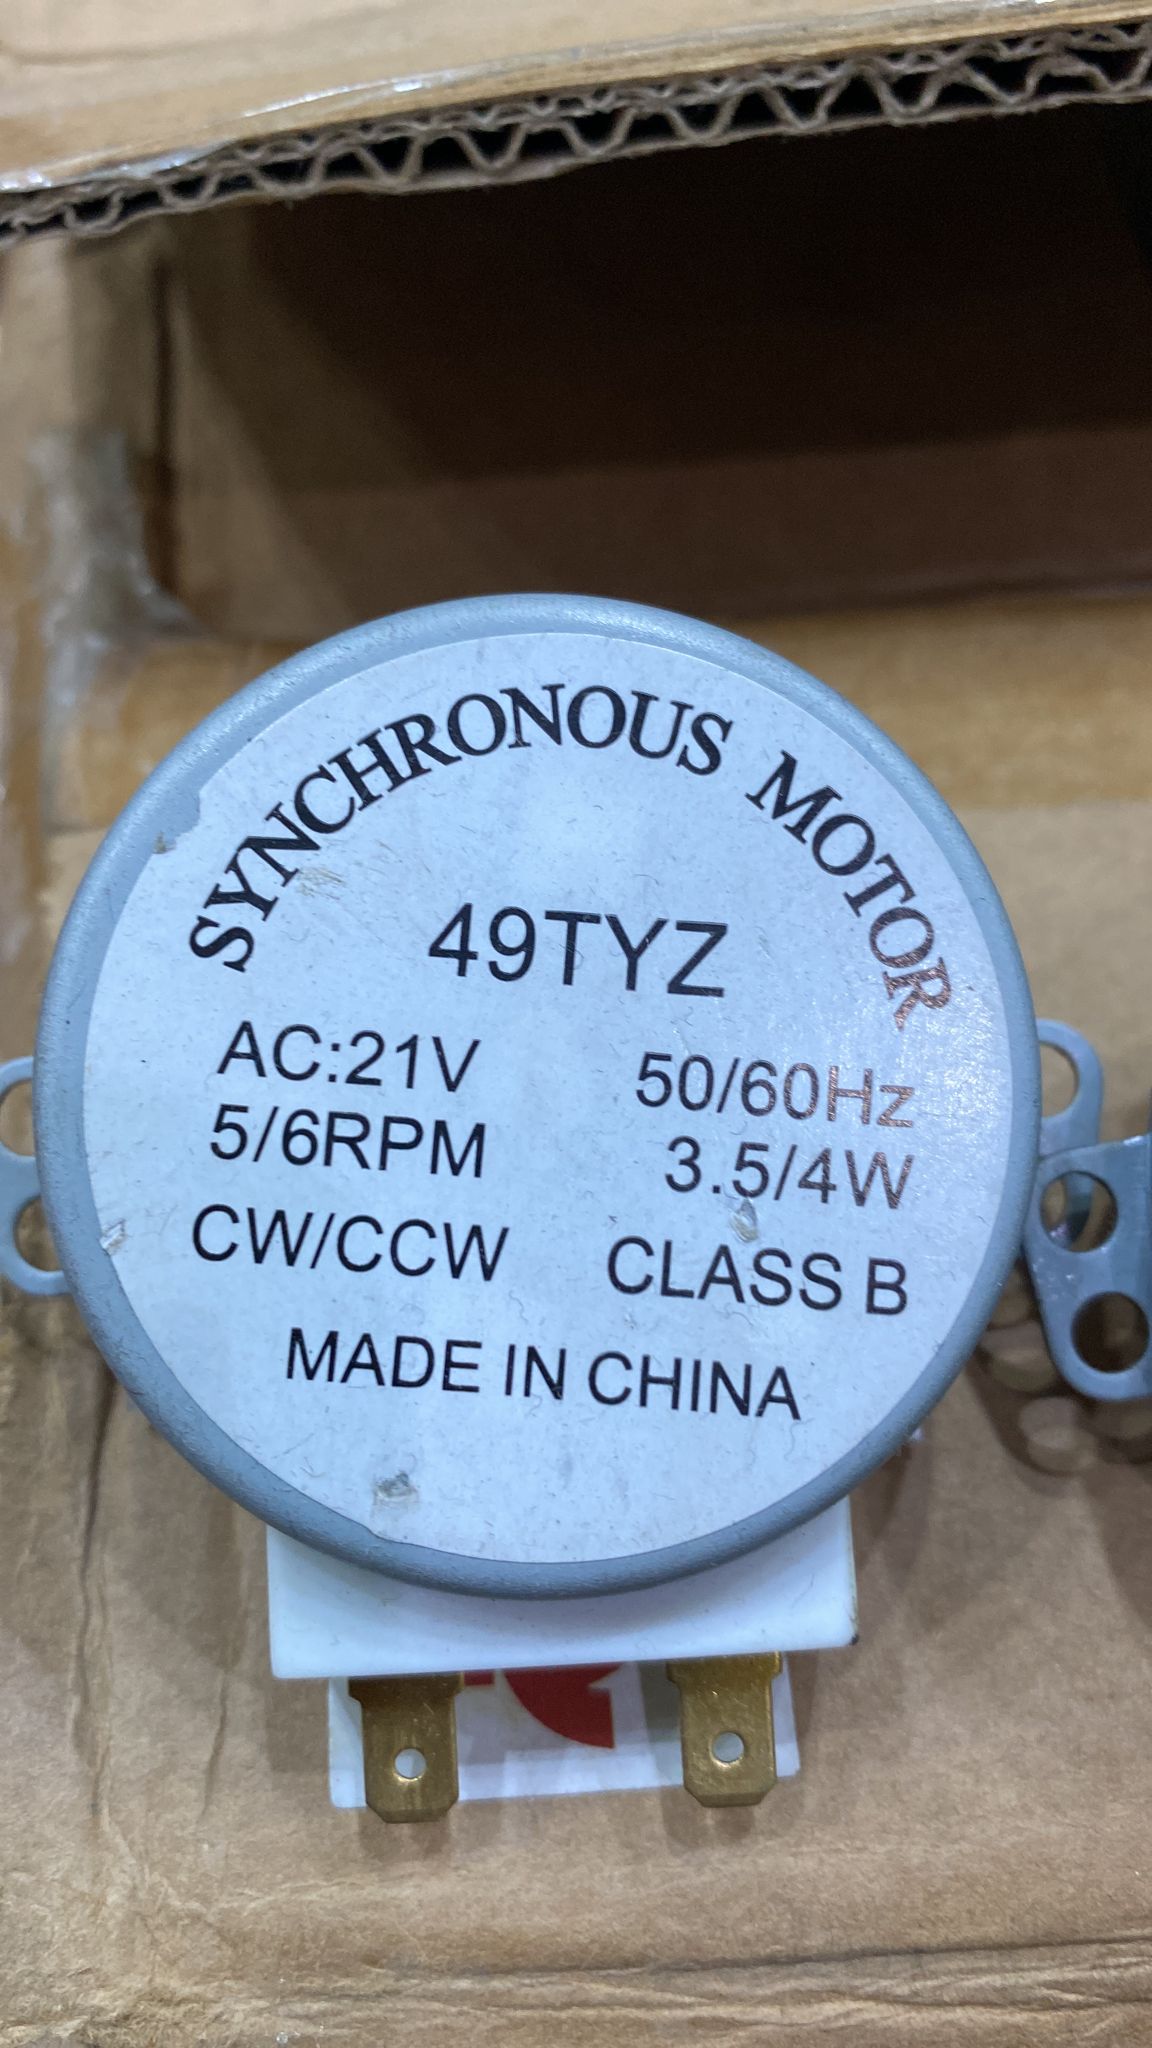 SYNCHRONOUS MOTOR
49TYZ
AC:21V 50/60Hz
5/6RPM 3.5/4W
CW/CCW CLASS B
MADE IN CHINA